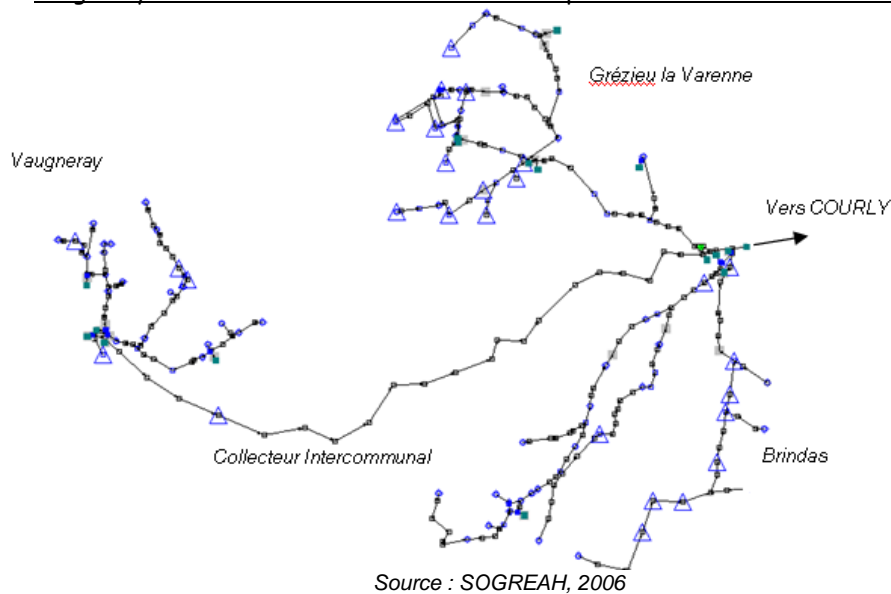 Grézieu la Varenne
Vaugneray
Vers COURLY
Collecteur Intercommunal
Brindas
Source : SOGREAH, 2006